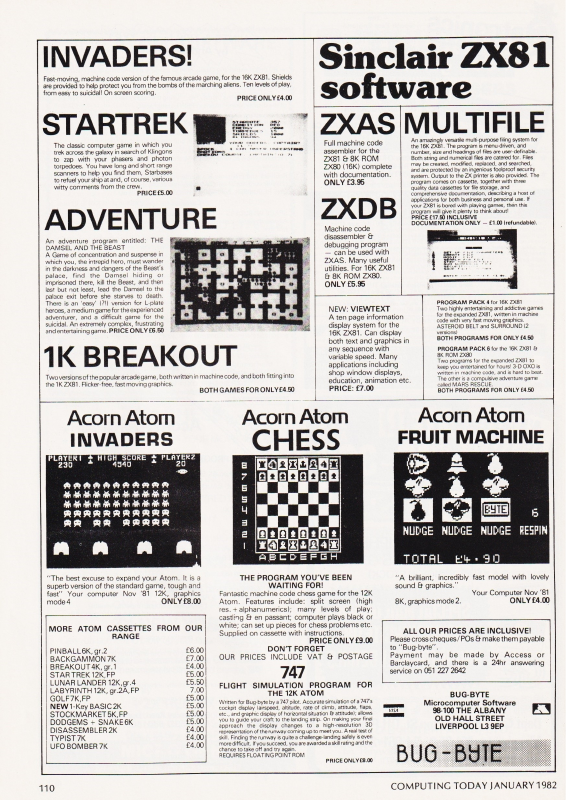 INVADERS!
Fast-moving, machine code version of the famous arcade game, for the 16K ZX81. Shields
are provided to help protect you from the bombs of the marching aliens. Ten levels of play,
from easy to suicidal! On screen scoring.
PRICE ONLY £4.00
Sinclair ZX81
software
STARTREK
The classic computer game in which you
trek across the galaxy in search of Klingons
to zap with your phasers and photon
torpedoes. You have long and short range
scanners to help you find them, Starbases
to refuel your ship at and, of course, various
witty comments from the crew.
PRICE £5.00
ZXAS
Full machine code
assembler for the
ZX81 & 8K ROM
ZX80 (16K) complete
with documentation.
ONLY £3.95
ZXDB
Machine code
disassembler &
debugging program
— can be used with
ZXAS. Many useful
utilities. For 16K ZX81
& 8K ROM ZX80.
ONLY £5.95
MULTIFILE
An amazingly versatile multi-purpose filing system for
the 16K ZX81. The program is menu-driven, and
number, size and headings of files are user-definable.
Both string and numerical files are catered for. Files
may be created, modified, replaced, and searched,
and are protected by an ingenious foolproof security
system. Output to the ZX printer is also provided. The
program comes on cassette, together with three
quality data cassettes for file storage, and
comprehensive documentation, describing a host of
applications for both business and personal use. If
your ZX81 is bored with playing games, then this
program will give it plenty to think about!
PRICE £17.50 INCLUSIVE
DOCUMENTATION ONLY — £1.00 (refundable).
ADVENTURE
An adventure program entitled: THE
DAMSEL AND THE BEAST
A Game of concentration and suspense in
which you, the intrepid hero, must wander
in the darkness and dangers of the Beast's
palace, find the Damsel hiding or
imprisoned there, kill the Beast, and then
last but not least, lead the Damsel to the
palace exit before she starves to death.
There is an 'easy' (?!) version for L-plate
heroes, a medium game for the experienced
adventurer, and a difficult game for the
suicidal. An extremely complex, frustrating
and entertaining game. PRICE ONLY £6.50
NEW: VIEWTEXT
A ten page information
display system for the
16K ZX81. Can display
both text and graphics in
any sequence with
variable speed. Many
applications including
shop window displays,
education, animation etc.
PRICE: £7.00
PROGRAM PACK 4 for 16K ZX81
Two highly entertaining and addictive games
for the expanded ZX81, written in machine
code with very fast moving graphics.
ASTEROID BELT and SURROUND (2
versions)
BOTH PROGRAMS FOR ONLY £4.50
PROGRAM PACK 6 for the 16K ZX81 &
8K ROM ZX80
Two programs for the expanded ZX81 to
keep you entertained for hours! 3-D OXO is
written in machine code, and is hard to beat.
The other is a compulsive adventure game
called MARS RESCUE.
BOTH PROGRAMS FOR ONLY £4.50
1K BREAKOUT
Two versions of the popular arcade game, both written in machine code, and both fitting into
the 1K ZX81. Flicker-free, fast moving graphics.
BOTH GAMES FOR ONLY £4.50
Acorn Atom
INVADERS
PLAYER1 HIGH SCORE PLAYER2
230 4540 20
"The best excuse to expand your Atom. It is a
superb version of the standard game, tough and
fast" Your computer Nov '81 12K, graphics
mode 4 ONLY £8.00
MORE ATOM CASSETTES FROM OUR
RANGE
PINBALL 6K, gr.2 £6.00
BACKGAMMON 7K £7.00
BREAKOUT 4K, gr.1 £4.00
STAR TREK 12K, FP £5.00
LUNAR LANDER 12K, gr.4 £5.50
LABYRINTH 12K, gr.2A, FP 7.00
GOLF 7K, FP £5.00
NEW 1-Key BASIC 2K £5.00
STOCKMARKET 5K, FP £5.00
DODGEMS + SNAKE 6K £5.00
DISASSEMBLER 2K £4.00
TYPIST 7K £4.00
UFO BOMBER 7K £4.00
Acorn Atom
CHESS
8
7
6
5
4
3
2
1
ABCDEFGH
THE PROGRAM YOU'VE BEEN
WAITING FOR!
Fantastic machine code chess game for the 12K
Atom. Features include: split screen (high
res. + alphanumerics); many levels of play;
casting & en passant; computer plays black or
white; can set up pieces for chess problems etc.
Supplied on cassette with instructions.
PRICE ONLY £9.00
DON'T FORGET
OUR PRICES INCLUDE VAT & POSTAGE
747
FLIGHT SIMULATION PROGRAM FOR
THE 12K ATOM
Written for Bug-byte by a 747 pilot. Accurate simulation of a 747's
cockpit display (airspeed, altitude, rate of climb, attitude, flaps,
etc., and graphic display of horizontal situation & attitude), allows
you to guide your craft to the landing strip. On making your final
approach the display changes to a high-resolution 3D
representation of the runway coming up to meet you. A real test of
skill. Finding the runway is quite a challenge-landing safely is even
more difficult. If you succeed, you are awarded a skill rating and the
chance to take off and try again.
REQUIRES FLOATING POINT ROM
PRICE ONLY £8.00
Acorn Atom
FRUIT MACHINE
BYTE 6
NUDGE NUDGE NUDGE RESPIN
TOTAL £4.90
"A brilliant, incredibly fast model with lovely
sound & graphics."
Your Computer Nov '81
8K, graphics mode 2. ONLY £4.00
ALL OUR PRICES ARE INCLUSIVE!
Please cross cheques/POs & make them payable
to "Bug-byte".
Payment may be made by Access or
Barclaycard, and there is a 24hr answering
service on 051 227 2642
VISA
BUG-BYTE
Microcomputer Software
98-100 THE ALBANY
OLD HALL STREET
LIVERPOOL L3 9EP
BUG-BYTE
110
COMPUTING TODAY JANUARY 1982